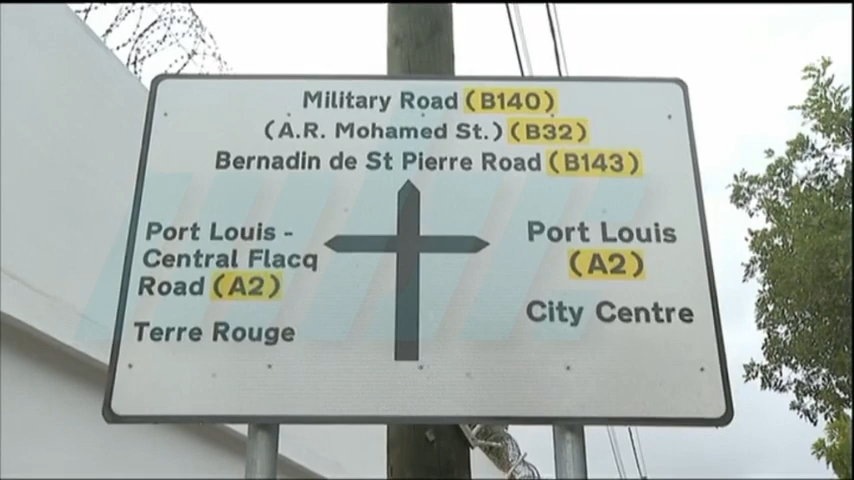 Military Road (B140)
(A.R. Mohamed St.) (B32)
Bernadin de St Pierre Road (B143)
Port Louis -
Central Flacq
Road (A2)
Terre Rouge
Port Louis
(A2)
City Centre